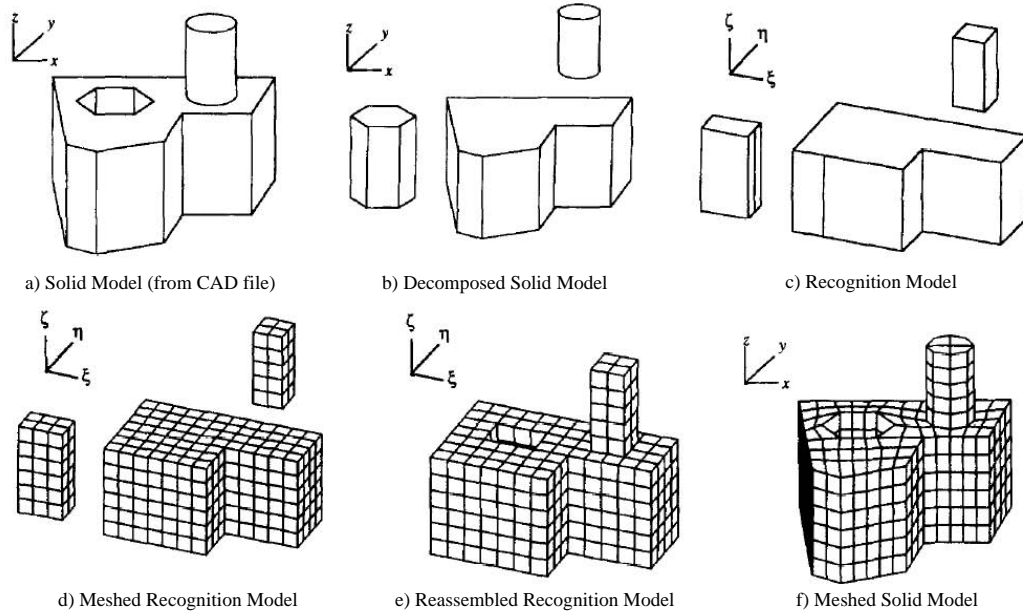 z
y
x
z
y
x
ζ
η
ξ
a) Solid Model (from CAD file)
b) Decomposed Solid Model
c) Recognition Model
ζ
η
ξ
ζ
η
ξ
z
y
x
d) Meshed Recognition Model
e) Reassembled Recognition Model
f) Meshed Solid Model